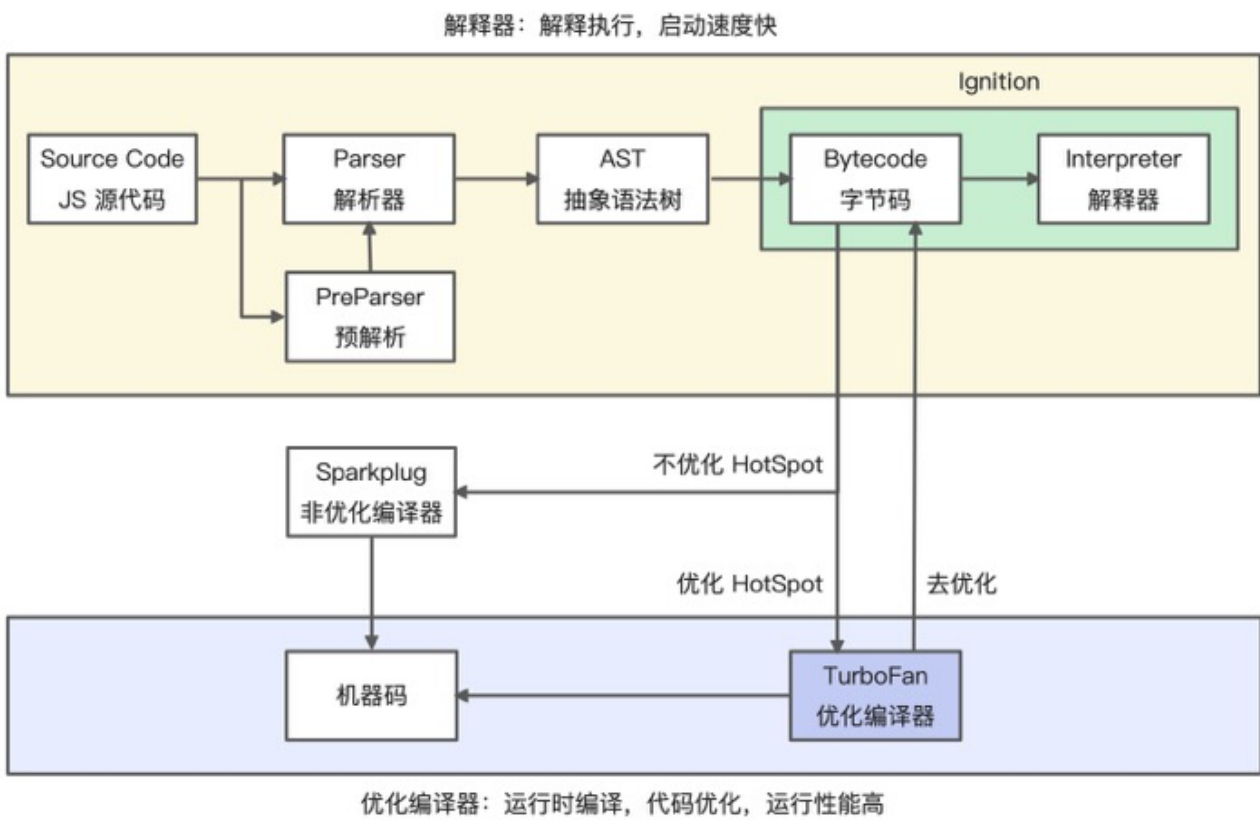 解释器：解释执行，启动速度快
Ignition
Source Code
JS 源代码
Parser
解析器
AST
抽象语法树
Bytecode
字节码
Interpreter
解释器
PreParser
预解析
Sparkplug
非优化编译器
不优化 HotSpot
优化 HotSpot
去优化
机器码
TurboFan
优化编译器
优化编译器：运行时编译，代码优化，运行性能高